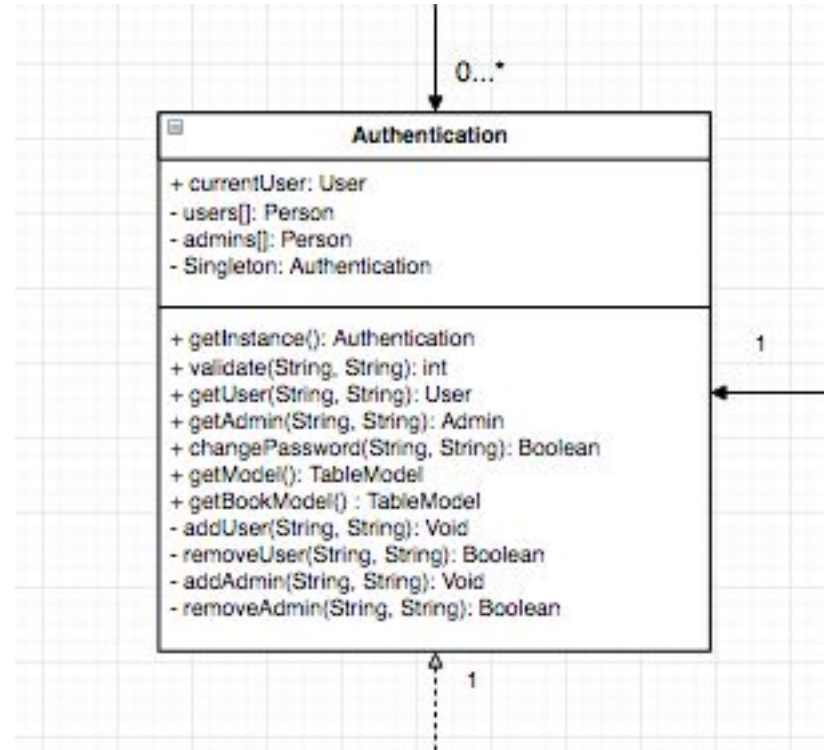 0...*
Authentication
+ currentUser: User
- users[]: Person
- admins[]: Person
- Singleton: Authentication
+ getInstance(): Authentication
1
+ validate(String, String): int
+ getUser(String, String): User
+ getAdmin(String, String): Admin
+ changePassword(String, String): Boolean
+ getModel(): TableModel
+ getBookModel() : TableModel
- addUser(String, String): Void
- removeUser(String, String): Boolean
- addAdmin(String, String): Void
- removeAdmin(String, String): Boolean
1